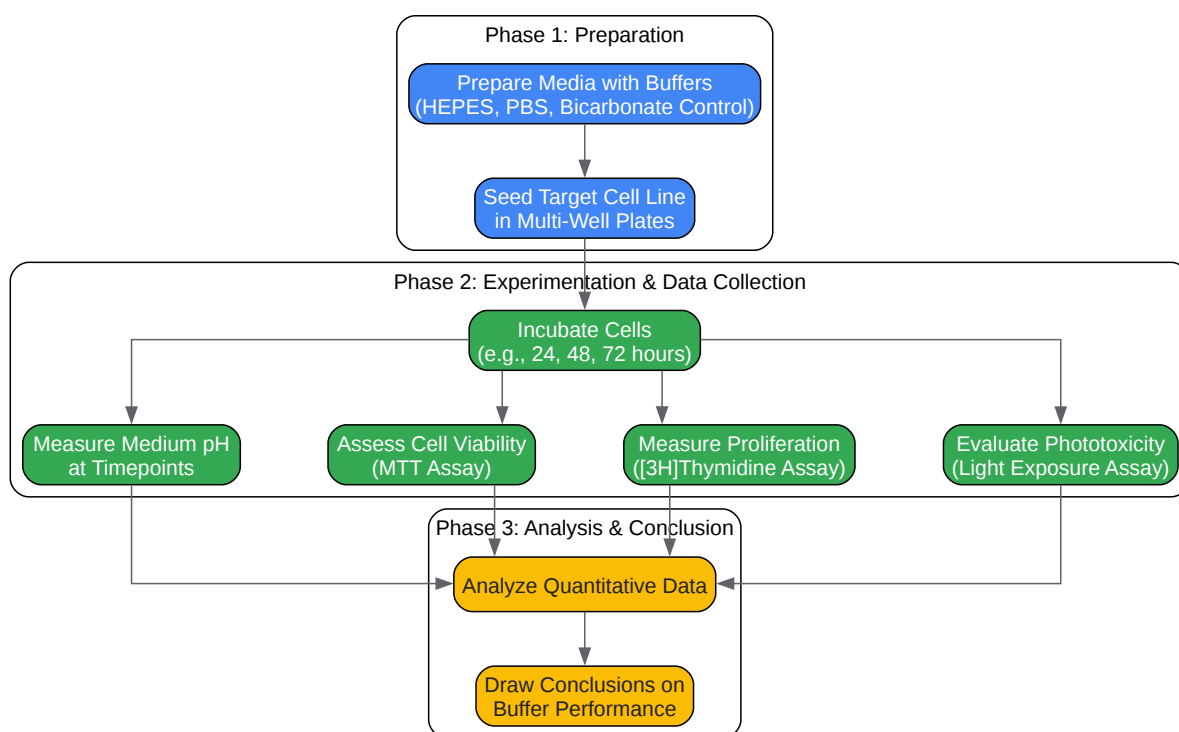 Phase 1: Preparation
Prepare Media with Buffers
(HEPES, PBS, Bicarbonate Control)
Seed Target Cell Line
in Multi-Well Plates
Phase 2: Experimentation & Data Collection
Incubate Cells
(e.g., 24, 48, 72 hours)
Measure Medium pH
at Timepoints
Assess Cell Viability
(MTT Assay)
Measure Proliferation
([3H]Thymidine Assay)
Evaluate Phototoxicity
(Light Exposure Assay)
Phase 3: Analysis & Conclusion
Analyze Quantitative Data
Draw Conclusions on
Buffer Performance